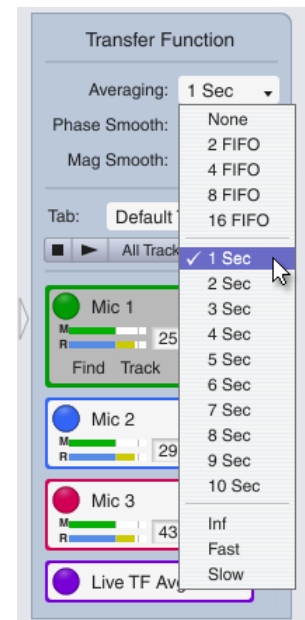 Transfer Function
Averaging: 1 Sec
Phase Smooth:
Mag Smooth:
None
2 FIFO
4 FIFO
8 FIFO
16 FIFO
✓ 1 Sec
2 Sec
3 Sec
4 Sec
5 Sec
6 Sec
7 Sec
8 Sec
9 Sec
10 Sec
Inf
Fast
Slow
Tab: Default
All Track
Mic 1
M
R
25
Find Track
Mic 2
M
R
29
Mic 3
M
R
43
Live TF Avg